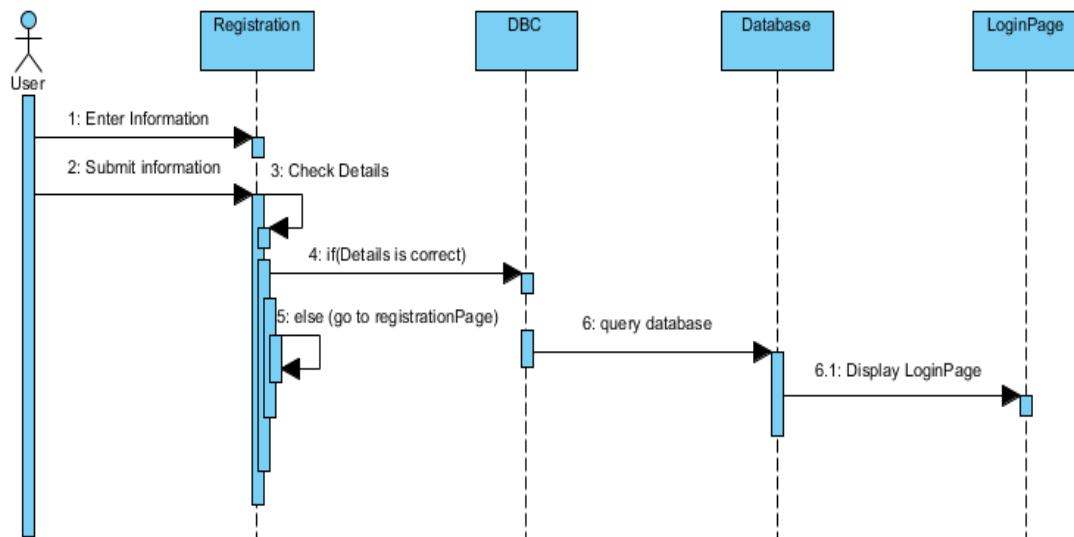 Registration
DBC
Database
LoginPage
User
1: Enter Information
2: Submit information
3: Check Details
4: if(Details is correct)
5: else (go to registrationPage)
6: query database
6.1: Display LoginPage